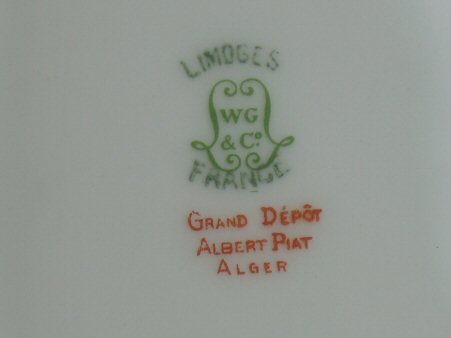 LIMOGES
WG
& Cº
FRANCE
GRAND DÉPÔT
ALBERT PIAT
ALGER